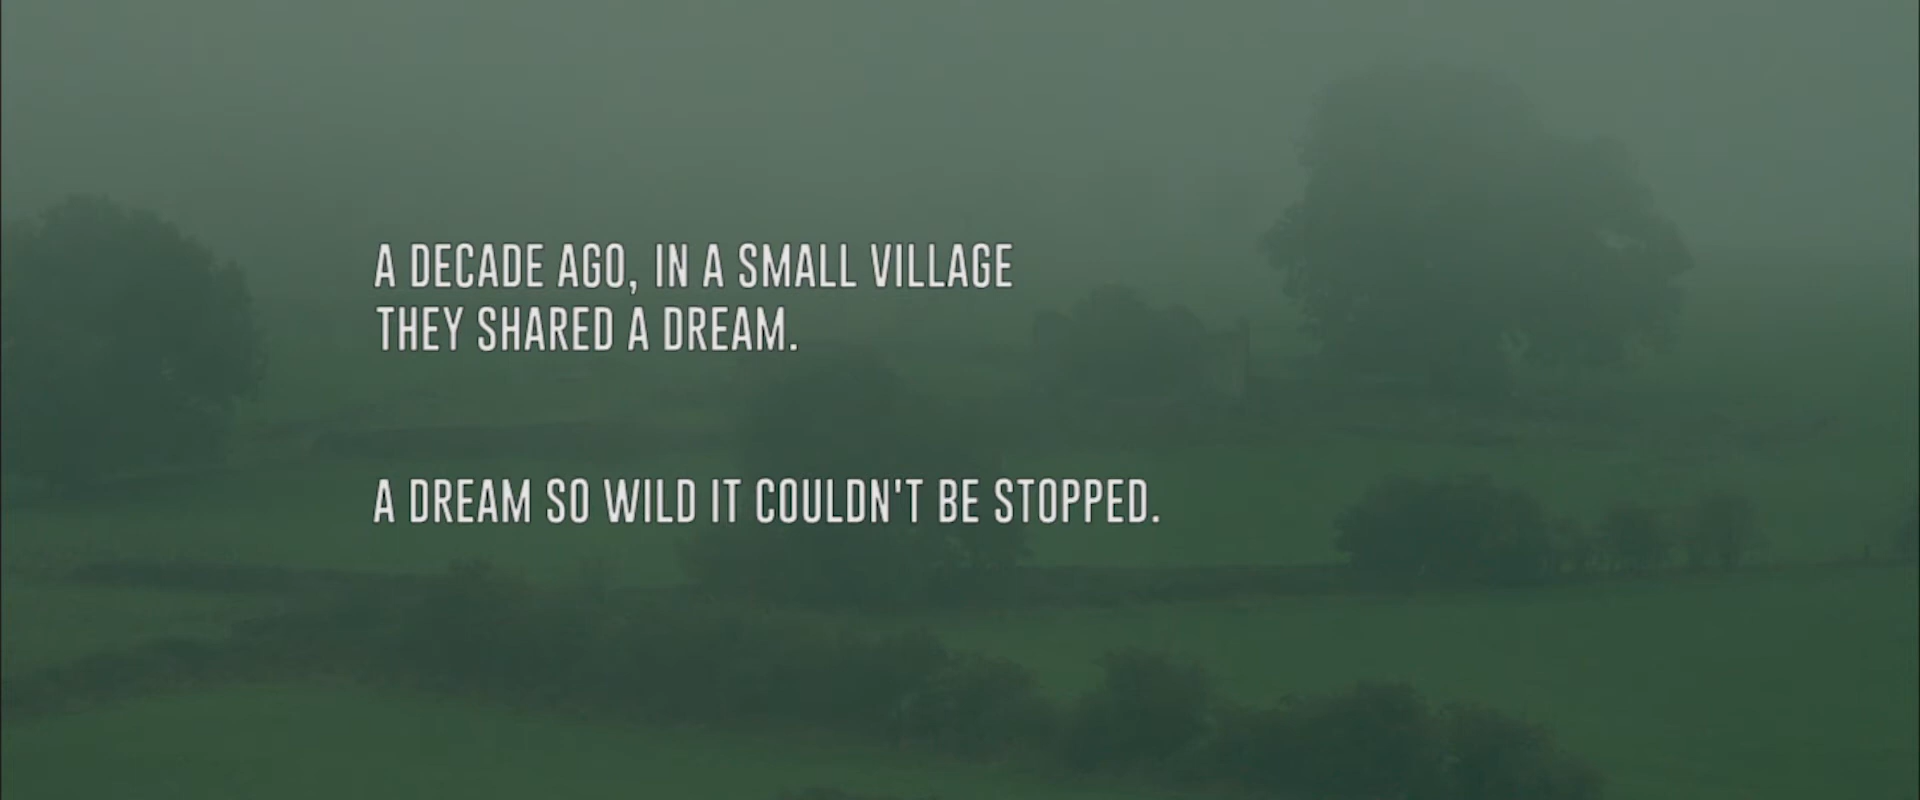 A DECADE AGO, IN A SMALL VILLAGE
THEY SHARED A DREAM.
A DREAM SO WILD IT COULDN'T BE STOPPED.